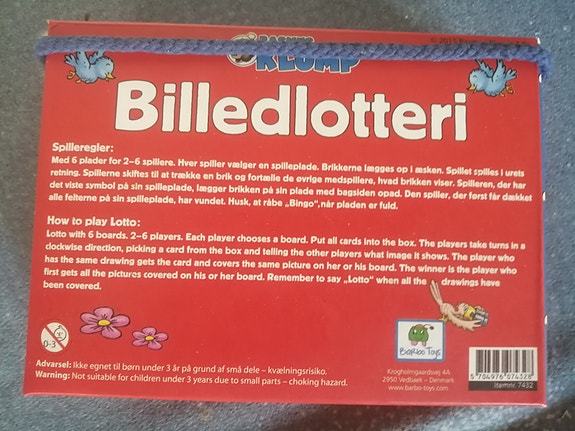 KLUMP
Billedlotteri
Spilleregler:
Med 6 plader for 2-6 spillere. Hver spiller vælger en spilleplade. Brikkerne lægges op i æsken. Spillet spilles i urets
retning. Spillerne skiftes til at trække en brik og fortælle de øvrige medspillere, hvad brikken viser. Spilleren, der har
det viste symbol på sin spilleplade, lægger brikken på sin plade med bagsiden opad. Den spiller, der først får dækket
alle felterne på sin spilleplade, har vundet. Husk, at råbe „Bingo",når pladen er fuld.
How to play Lotto:
Lotto with 6 boards. 2-6 players. Each player chooses a board. Put all cards into the box. The players take turns in a
clockwise direction, picking a card from the box and telling the other players what image it shows. The player who
has the same drawing gets the card and covers the same picture on her or his board. The winner is the player who
first gets all the pictures covered on his or her board. Remember to say „Lotto" when all the drawings have
been covered.
0-3
Barbo Toys
Krogholmgaardsvej 4A
2950 Vedbaek – Denmark
www.barbo-toys.com
5 704976 074328
Itemnr. 7432
Advarsel: Ikke egnet til børn under 3 år på grund af små dele – kvælningsrisiko.
Warning: Not suitable for children under 3 years due to small parts – choking hazard.